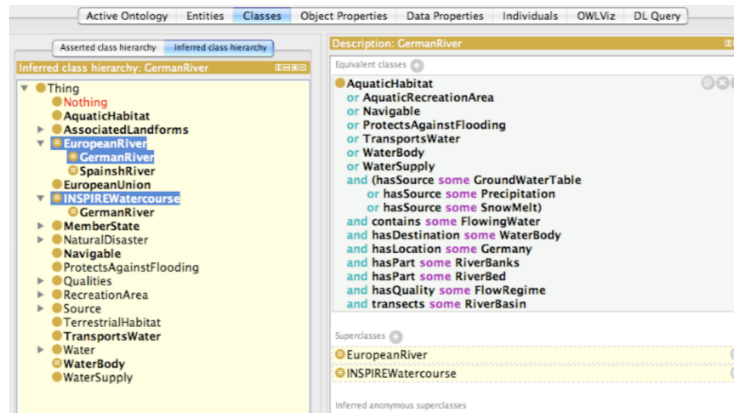 Active Ontology Entities Classes Object Properties Data Properties Individuals OWLViz DL Query
Asserted class hierarchy Inferred class hierarchy
Inferred class hierarchy: GermanRiver
Thing
Nothing
AquaticHabitat
AssociatedLandforms
EuropeanRiver
GermanRiver
SpainshRiver
EuropeanUnion
INSPIREWatercourse
GermanRiver
MemberState
NaturalDisaster
Navigable
ProtectsAgainstFlooding
Qualities
RecreationArea
Source
TerrestrialHabitat
TransportsWater
Water
WaterBody
WaterSupply
Description: GermanRiver
Equivalent classes
AquaticHabitat
or AquaticRecreationArea
or Navigable
or ProtectsAgainstFlooding
or TransportsWater
or WaterBody
or WaterSupply
and (hasSource some GroundWaterTable
or hasSource some Precipitation
or hasSource some SnowMelt)
and contains some FlowingWater
and hasDestination some WaterBody
and hasLocation some Germany
and hasPart some RiverBanks
and hasPart some RiverBed
and hasQuality some FlowRegime
and transects some RiverBasin
Superclasses
EuropeanRiver
INSPIREWatercourse
Inferred anonymous superclasses